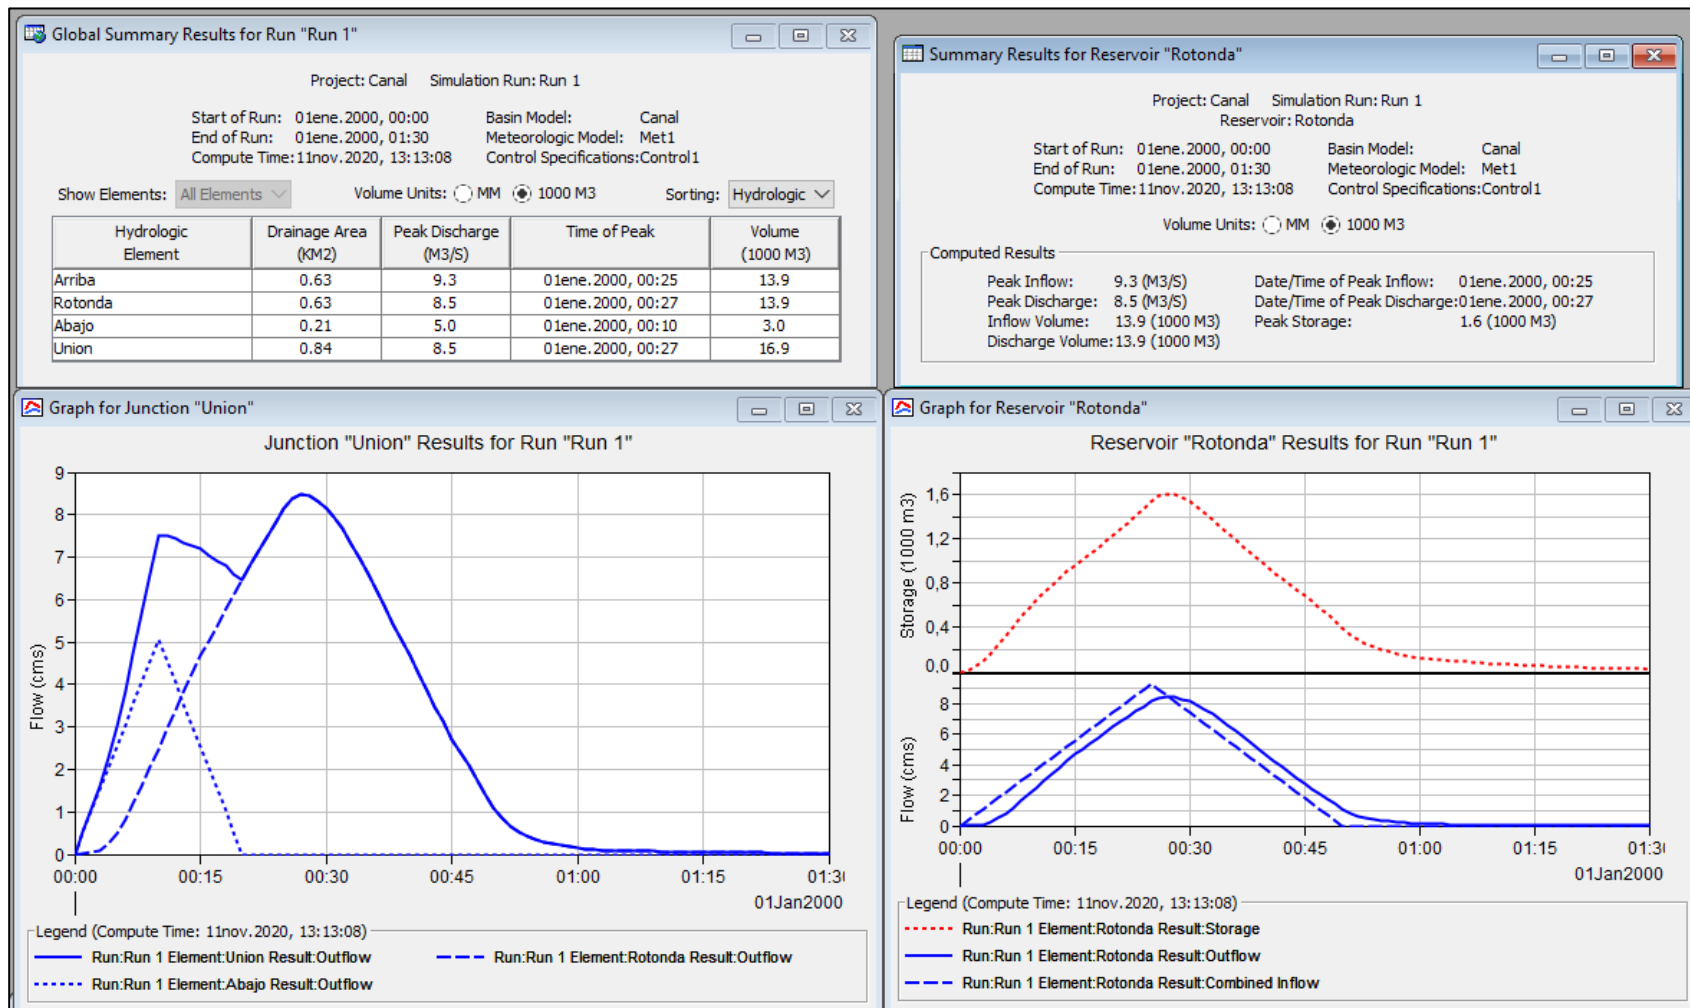 Global Summary Results for Run "Run 1"
Project: Canal Simulation Run: Run 1
Start of Run: 01ene.2000, 00:00 Basin Model: Canal
End of Run: 01ene.2000, 01:30 Meteorologic Model: Met1
Compute Time:11nov.2020, 13:13:08 Control Specifications:Control1
Show Elements: All Elements Volume Units: MM 1000 M3 Sorting: Hydrologic
Hydrologic Element Drainage Area (KM2) Peak Discharge (M3/S) Time of Peak Volume (1000 M3)
Arriba 0.63 9.3 01ene.2000, 00:25 13.9
Rotonda 0.63 8.5 01ene.2000, 00:27 13.9
Abajo 0.21 5.0 01ene.2000, 00:10 3.0
Union 0.84 8.5 01ene.2000, 00:27 16.9
Summary Results for Reservoir "Rotonda"
Project: Canal Simulation Run: Run 1
Reservoir: Rotonda
Start of Run: 01ene.2000, 00:00 Basin Model: Canal
End of Run: 01ene.2000, 01:30 Meteorologic Model: Met1
Compute Time:11nov.2020, 13:13:08 Control Specifications:Control1
Volume Units: MM 1000 M3
Computed Results
Peak Inflow: 9.3 (M3/S) Date/Time of Peak Inflow: 01ene.2000, 00:25
Peak Discharge: 8.5 (M3/S) Date/Time of Peak Discharge:01ene.2000, 00:27
Inflow Volume: 13.9 (1000 M3) Peak Storage: 1.6 (1000 M3)
Discharge Volume:13.9 (1000 M3)
Graph for Junction "Union"
Junction "Union" Results for Run "Run 1"
9
8
7
6
5
4
3
2
1
0
Flow (cms)
00:00 00:15 00:30 00:45 01:00 01:15 01:30
01Jan2000
Legend (Compute Time: 11nov.2020, 13:13:08)
Run:Run 1 Element:Union Result:Outflow Run:Run 1 Element:Rotonda Result:Outflow
Run:Run 1 Element:Abajo Result:Outflow
Graph for Reservoir "Rotonda"
Reservoir "Rotonda" Results for Run "Run 1"
1,6
1,2
0,8
0,4
0,0
Storage (1000 m3)
8
6
4
2
0
Flow (cms)
00:00 00:15 00:30 00:45 01:00 01:15 01:3
01Jan2000
Legend (Compute Time: 11nov.2020, 13:13:08)
Run:Run 1 Element:Rotonda Result:Storage
Run:Run 1 Element:Rotonda Result:Outflow
Run:Run 1 Element:Rotonda Result:Combined Inflow